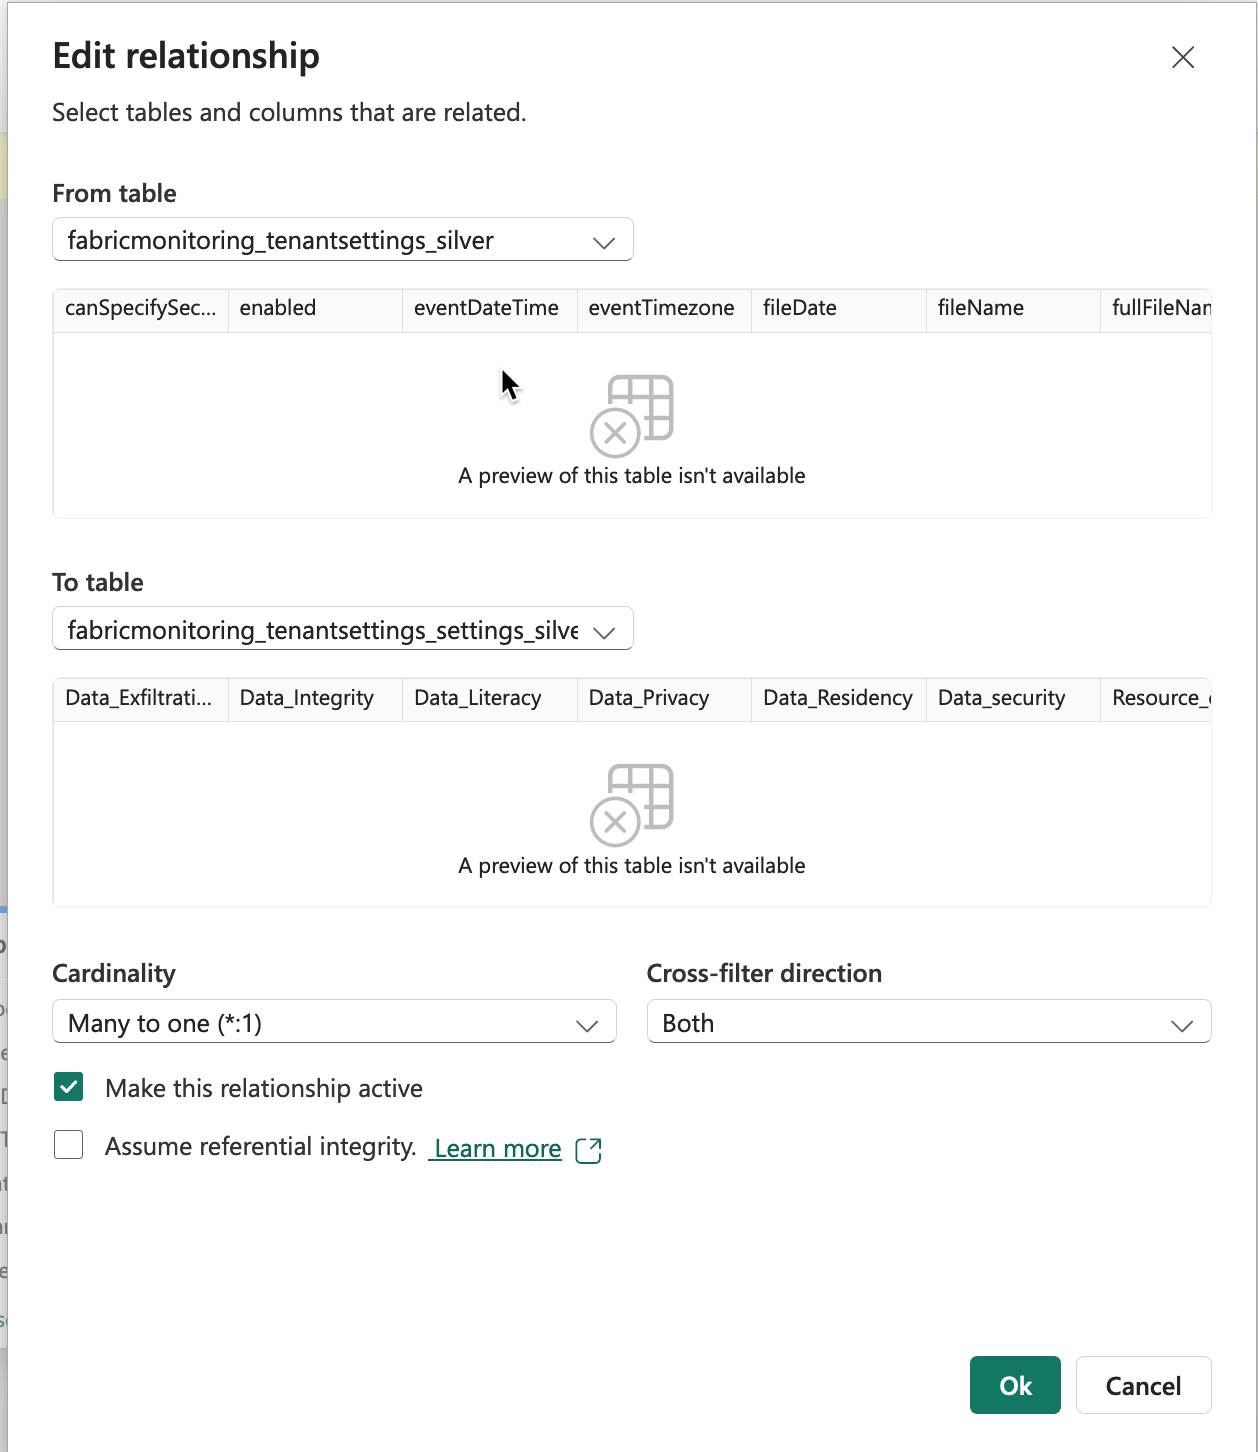 Edit relationship
Select tables and columns that are related.
From table
fabricmonitoring_tenantsettings_silver
canSpecifySec... enabled eventDateTime eventTimezone fileDate fileName fullFileNam
A preview of this table isn't available
To table
fabricmonitoring_tenantsettings_settings_silve
Data_Exfiltrati... Data_Integrity Data_Literacy Data_Privacy Data_Residency Data_security Resource_
A preview of this table isn't available
Cardinality Cross-filter direction
Many to one (*:1) Both
Make this relationship active
Assume referential integrity. Learn more
Ok Cancel